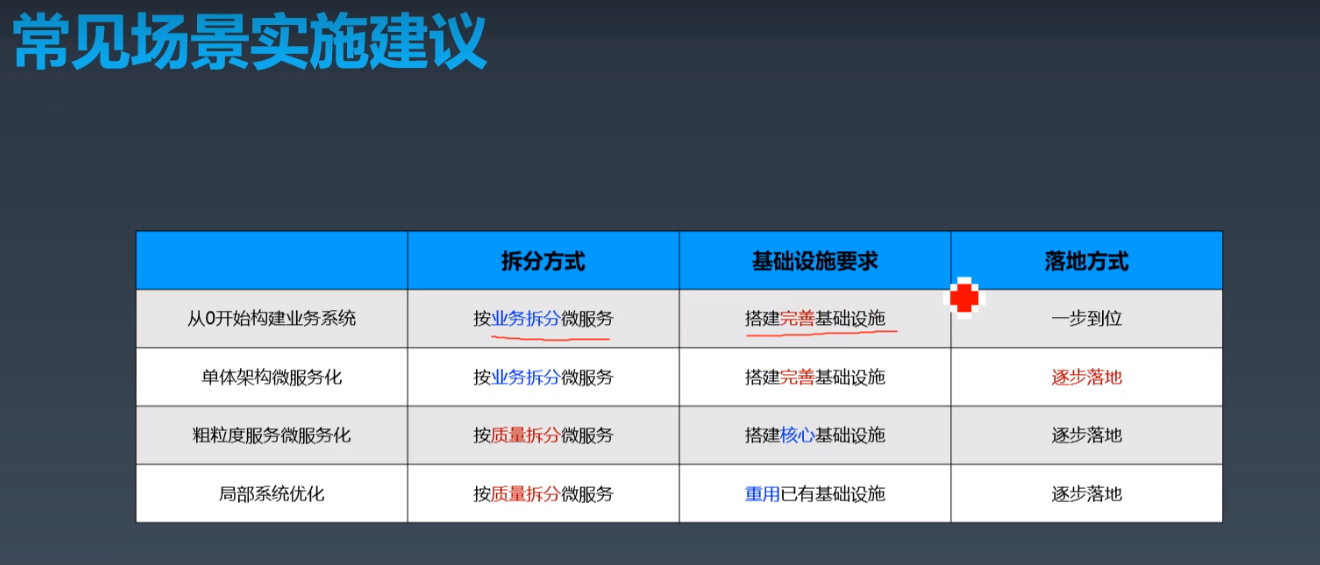 常见场景实施建议
拆分方式 基础设施要求 落地方式
从0开始构建业务系统 按业务拆分微服务 搭建完善基础设施 一步到位
单体架构微服务化 按业务拆分微服务 搭建完善基础设施 逐步落地
粗粒度服务微服务化 按质量拆分微服务 搭建核心基础设施 逐步落地
局部系统优化 按质量拆分微服务 重用已有基础设施 逐步落地